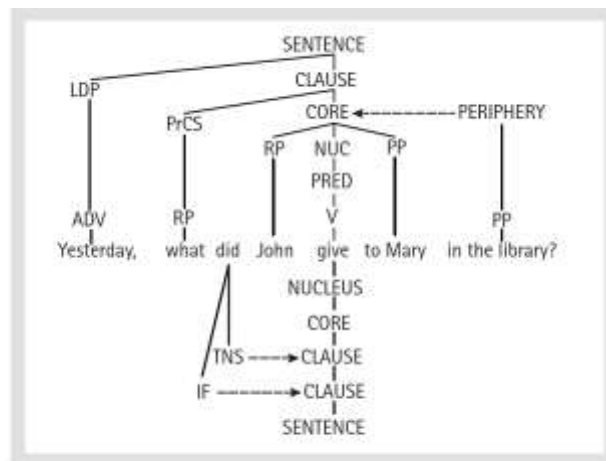 SENTENCE
LDP CLAUSE
PrCS CORE PERIPHERY
RP NUC PP
PRED
ADV RP V PP
Yesterday, what did John give to Mary in the library?
NUCLEUS
CORE
TNS CLAUSE
IF CLAUSE
SENTENCE